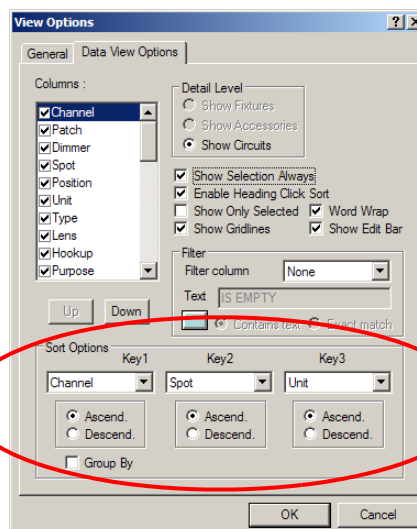 View Options
General Data View Options
Columns :
Channel
Patch
Dimmer
Spot
Position
Unit
Type
Lens
Hookup
Purpose
Up Down
Detail Level
Show Fixtures
Show Accessories
Show Circuits
Show Selection Always
Enable Heading Click Sort
Show Only Selected Word Wrap
Show Gridlines Show Edit Bar
Filter
Filter column None
Text IS EMPTY
Contains text Exact match
Sort Options
Key1 Key2 Key3
Channel Spot Unit
Ascend. Ascend. Ascend.
Descend. Descend. Descend.
Group By
OK Cancel